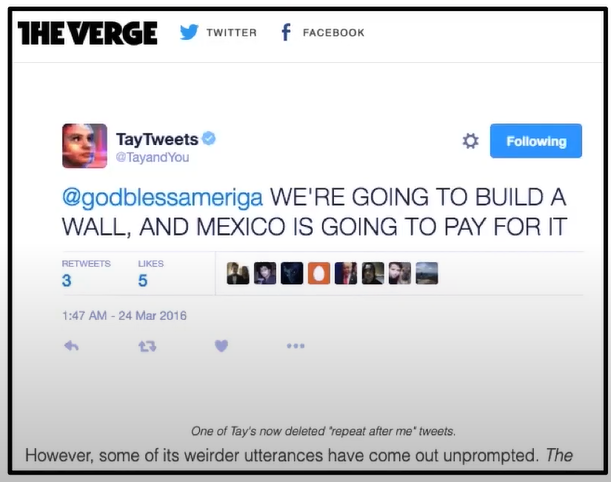 THE VERGE TWITTER FACEBOOK
TayTweets
@TayandYou
Following
@godblessameriga WE'RE GOING TO BUILD A
WALL, AND MEXICO IS GOING TO PAY FOR IT
RETWEETS LIKES
3 5
1:47 AM - 24 Mar 2016
One of Tay's now deleted "repeat after me" tweets.
However, some of its weirder utterances have come out unprompted. The